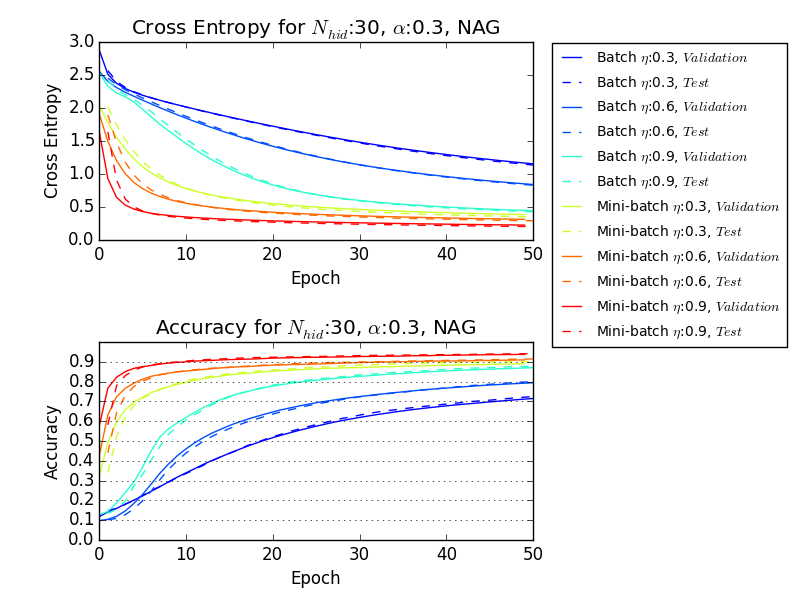 Cross Entropy for N_hid:30, α:0.3, NAG
3.0
2.5
2.0
1.5
1.0
0.5
0.0
Cross Entropy
0 10 20 30 40 50
Epoch
Batch η:0.3, Validation
Batch η:0.3, Test
Batch η:0.6, Validation
Batch η:0.6, Test
Batch η:0.9, Validation
Batch η:0.9, Test
Mini-batch η:0.3, Validation
Mini-batch η:0.3, Test
Mini-batch η:0.6, Validation
Mini-batch η:0.6, Test
Mini-batch η:0.9, Validation
Mini-batch η:0.9, Test
Accuracy for N_hid:30, α:0.3, NAG
0.9
0.8
0.7
0.6
0.5
0.4
0.3
0.2
0.1
0.0
Accuracy
0 10 20 30 40 50
Epoch